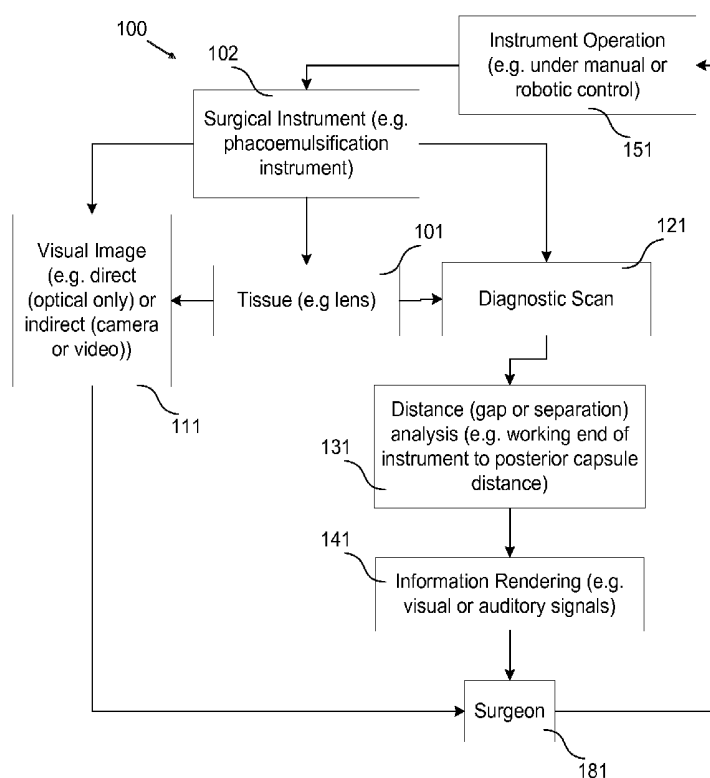 100
102
Instrument Operation
(e.g. under manual or
robotic control)
151
Surgical Instrument (e.g.
phacoemulsification
instrument)
121
101
Visual Image
(e.g. direct
(optical only) or
indirect (camera
or video))
111
Tissue (e.g lens)
Diagnostic Scan
Distance (gap or separation)
analysis (e.g. working end of
instrument to posterior capsule
distance)
131
141
Information Rendering (e.g.
visual or auditory signals)
Surgeon
181